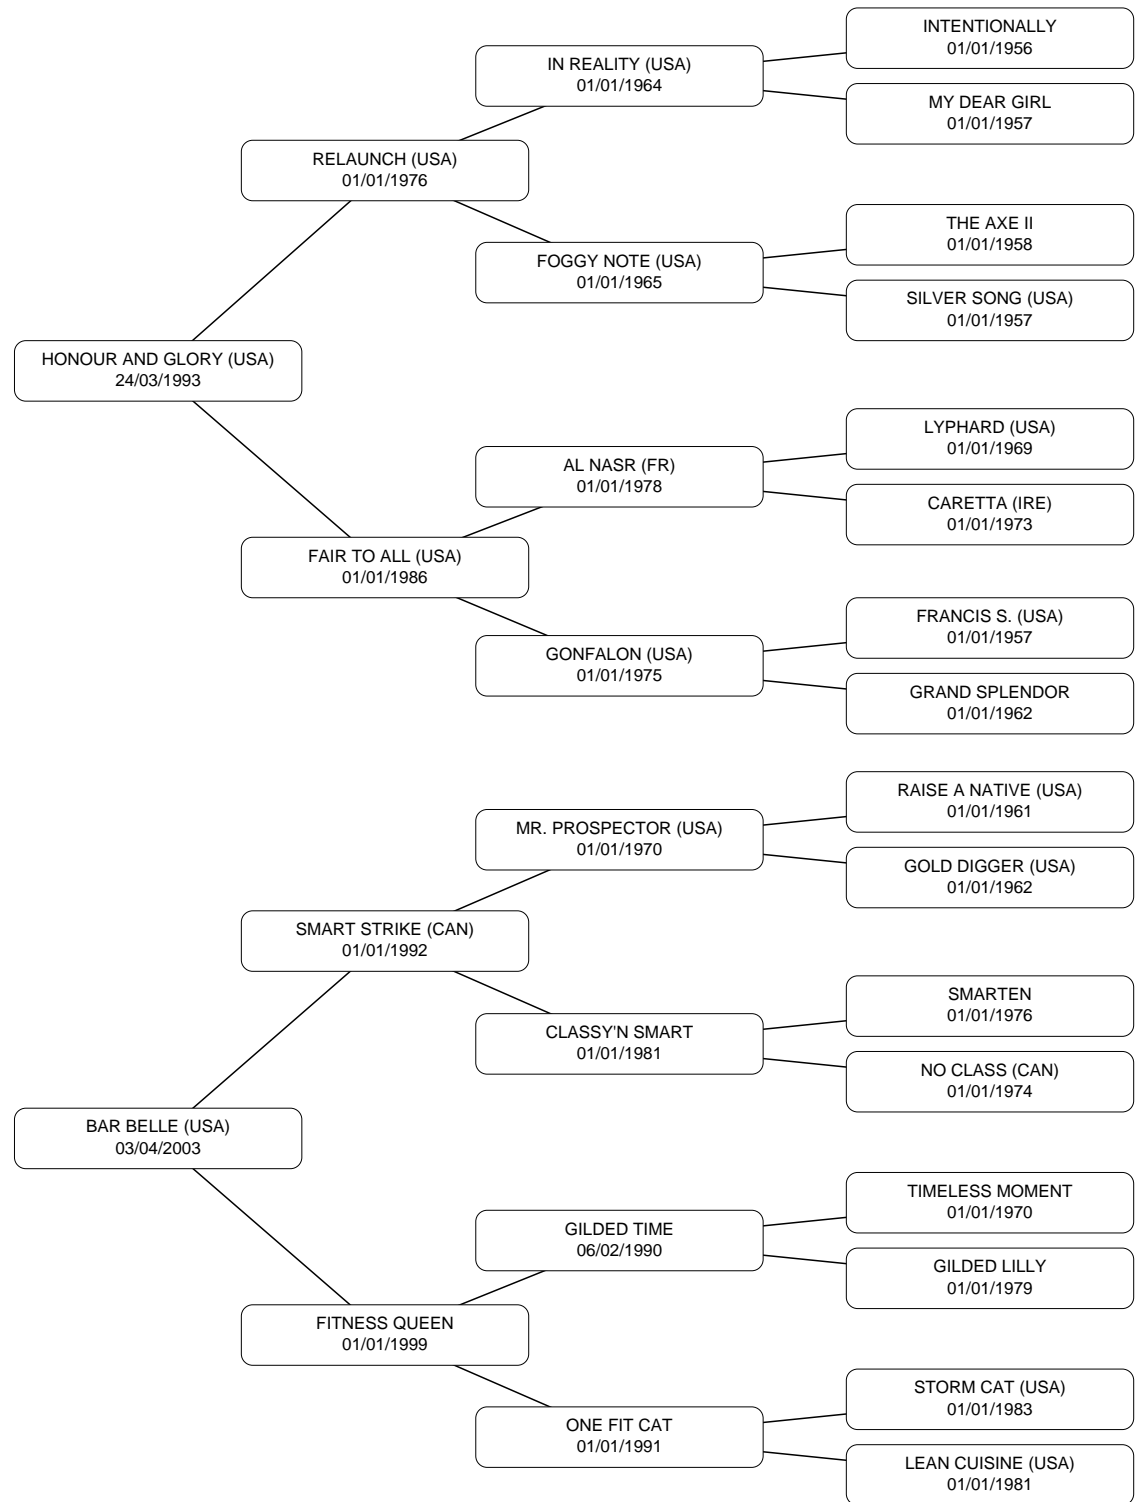 INTENTIONALLY
01/01/1956
IN REALITY (USA)
01/01/1964
MY DEAR GIRL
01/01/1957
RELAUNCH (USA)
01/01/1976
THE AXE II
01/01/1958
FOGGY NOTE (USA)
01/01/1965
SILVER SONG (USA)
01/01/1957
HONOUR AND GLORY (USA)
24/03/1993
LYPHARD (USA)
01/01/1969
AL NASR (FR)
01/01/1978
CARETTA (IRE)
01/01/1973
FAIR TO ALL (USA)
01/01/1986
FRANCIS S. (USA)
01/01/1957
GONFALON (USA)
01/01/1975
GRAND SPLENDOR
01/01/1962
RAISE A NATIVE (USA)
01/01/1961
MR. PROSPECTOR (USA)
01/01/1970
GOLD DIGGER (USA)
01/01/1962
SMART STRIKE (CAN)
01/01/1992
SMARTEN
01/01/1976
CLASSY'N SMART
01/01/1981
NO CLASS (CAN)
01/01/1974
BAR BELLE (USA)
03/04/2003
TIMELESS MOMENT
01/01/1970
GILDED TIME
06/02/1990
GILDED LILLY
01/01/1979
FITNESS QUEEN
01/01/1999
STORM CAT (USA)
01/01/1983
ONE FIT CAT
01/01/1991
LEAN CUISINE (USA)
01/01/1981